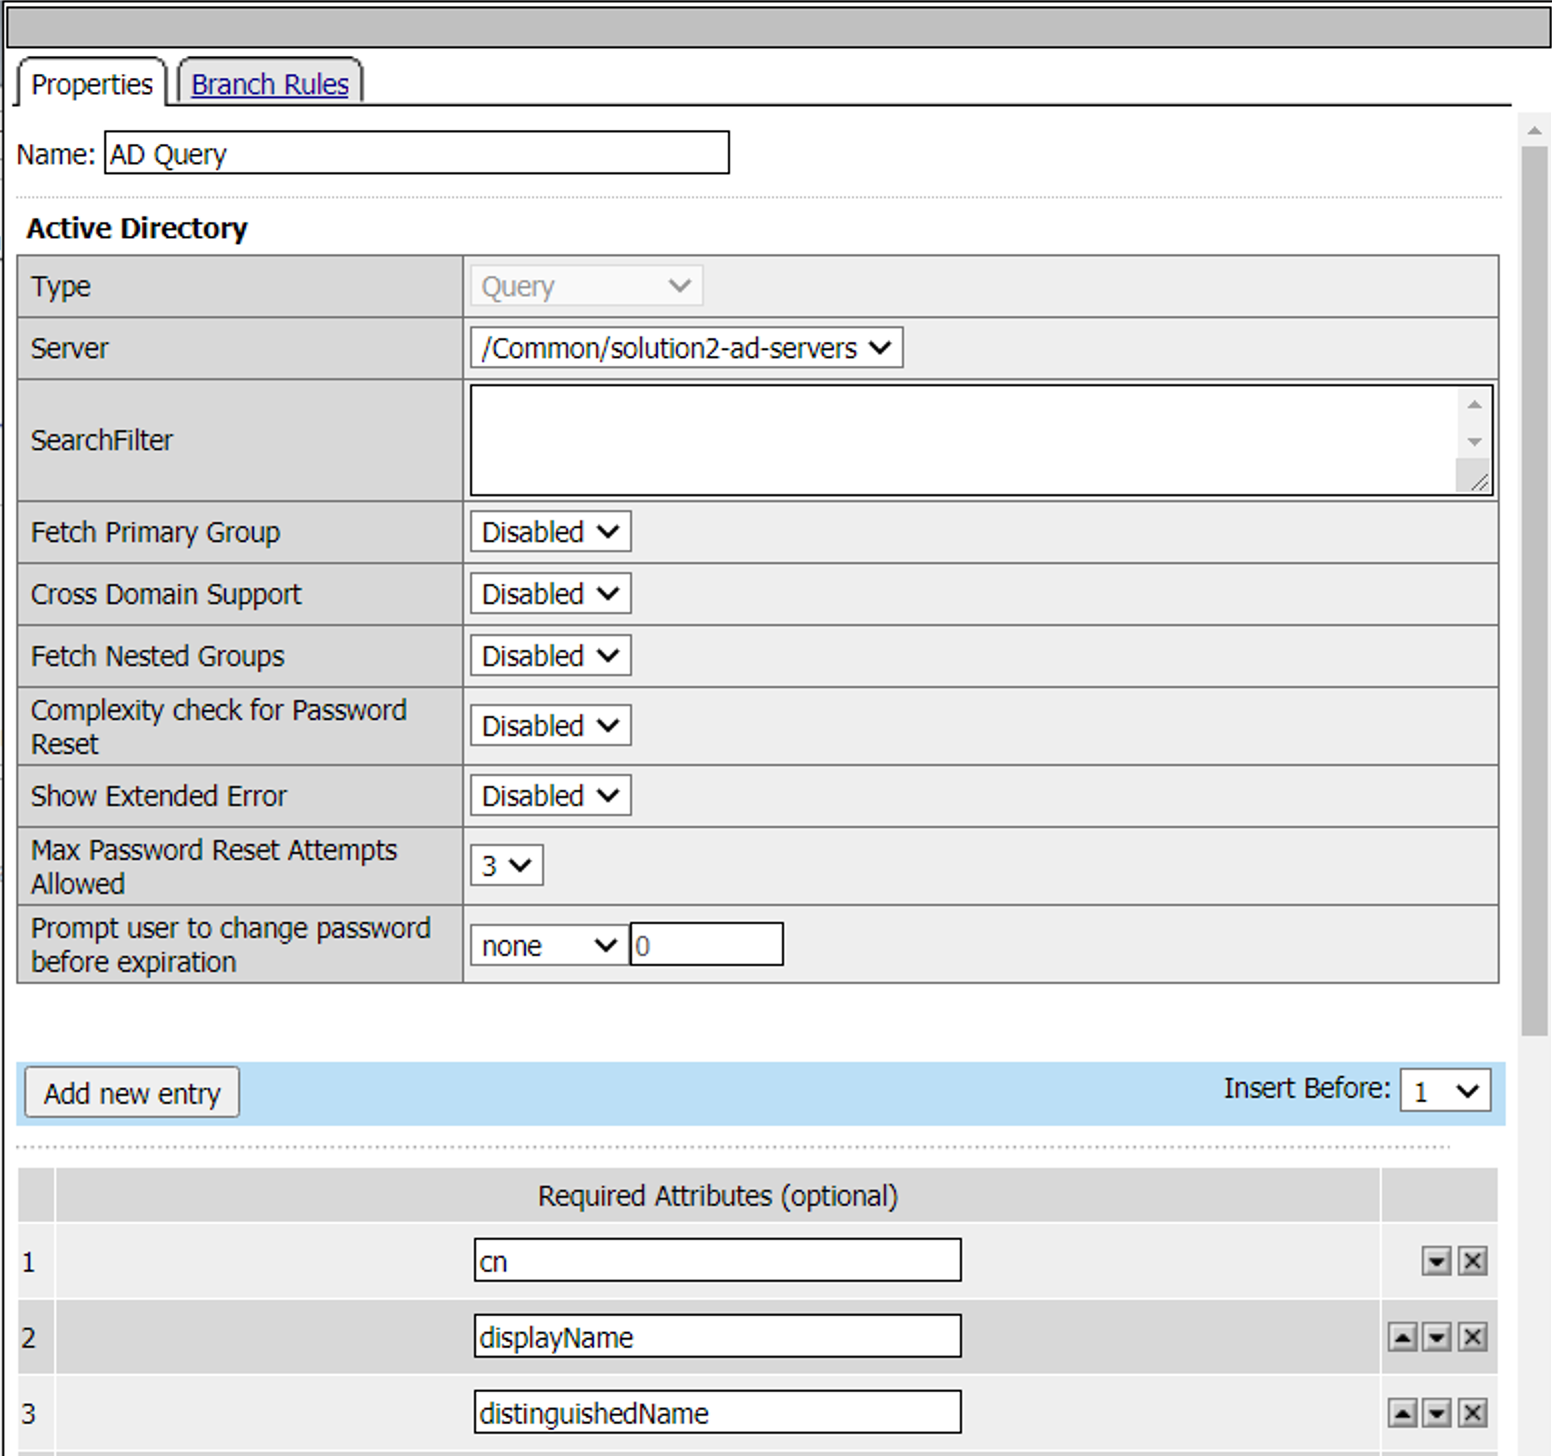 Properties Branch Rules
Name: AD Query
Active Directory
Type Query
Server /Common/solution2-ad-servers
SearchFilter
Fetch Primary Group Disabled
Cross Domain Support Disabled
Fetch Nested Groups Disabled
Complexity check for Password
Reset Disabled
Show Extended Error Disabled
Max Password Reset Attempts
Allowed 3
Prompt user to change password
before expiration none 0
Add new entry Insert Before: 1
Required Attributes (optional)
1 cn
2 displayName
3 distinguishedName